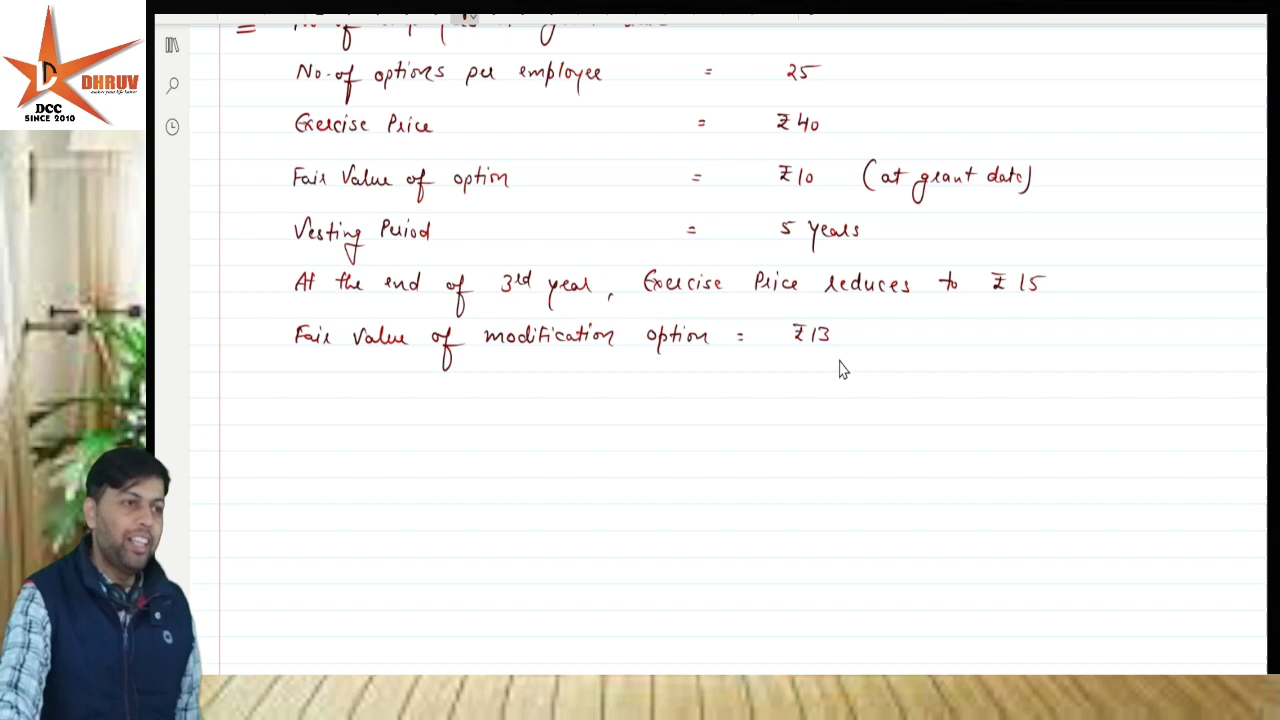 DHRUV
DCC
SINCE 2010
No. of options per employee = 25
Exercise Price = ₹40
Fair Value of option = ₹10 (at grant date)
Vesting Period = 5 years
At the end of 3rd year, Exercise Price reduces to ₹15
Fair Value of modification option = ₹13